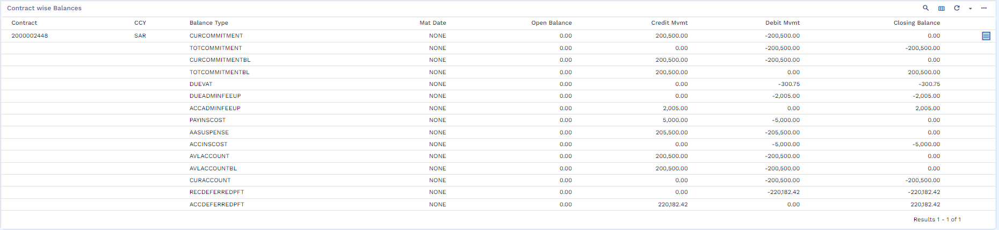 Contract wise Balances
Contract CCY Balance Type Mat Date Open Balance Credit Mvmt Debit Mvmt Closing Balance
2000002448 SAR CURCOMMITMENT NONE 0.00 200,500.00 -200,500.00 0.00
TOTCOMMITMENT NONE 0.00 0.00 -200,500.00 -200,500.00
CURCOMMITMENTBL NONE 0.00 200,500.00 -200,500.00 0.00
TOTCOMMITMENTBL NONE 0.00 200,500.00 0.00 200,500.00
DUEVAT NONE 0.00 0.00 -300.75 -300.75
DUEADMINFEEUP NONE 0.00 0.00 -2,005.00 -2,005.00
ACCADMINFEEUP NONE 0.00 2,005.00 0.00 2,005.00
PAYINSCOST NONE 0.00 5,000.00 -5,000.00 0.00
AASUSPENSE NONE 0.00 205,500.00 -205,500.00 0.00
ACCINSCOST NONE 0.00 0.00 -5,000.00 -5,000.00
AVLACCOUNT NONE 0.00 200,500.00 -200,500.00 0.00
AVLACCOUNTBL NONE 0.00 200,500.00 -200,500.00 0.00
CURACCOUNT NONE 0.00 0.00 -200,500.00 -200,500.00
RECDEFERREDPFT NONE 0.00 0.00 -220,182.42 -220,182.42
ACCDEFERREDPFT NONE 0.00 220,182.42 0.00 220,182.42
Results 1 - 1 of 1